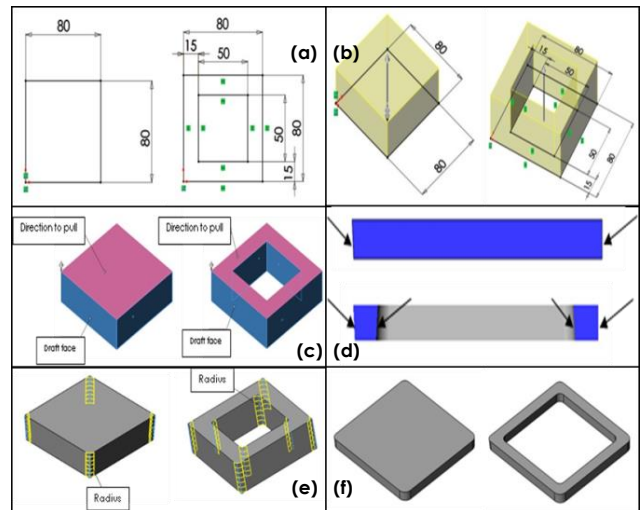 80
80
(a)
80
15
50
50
80
15
(b)
80
80
80
15
50
50
80
15
Direction to pull
Direction to pull
Draft face
Draft face
(c)
(d)
Radius
Radius
(e)
(f)